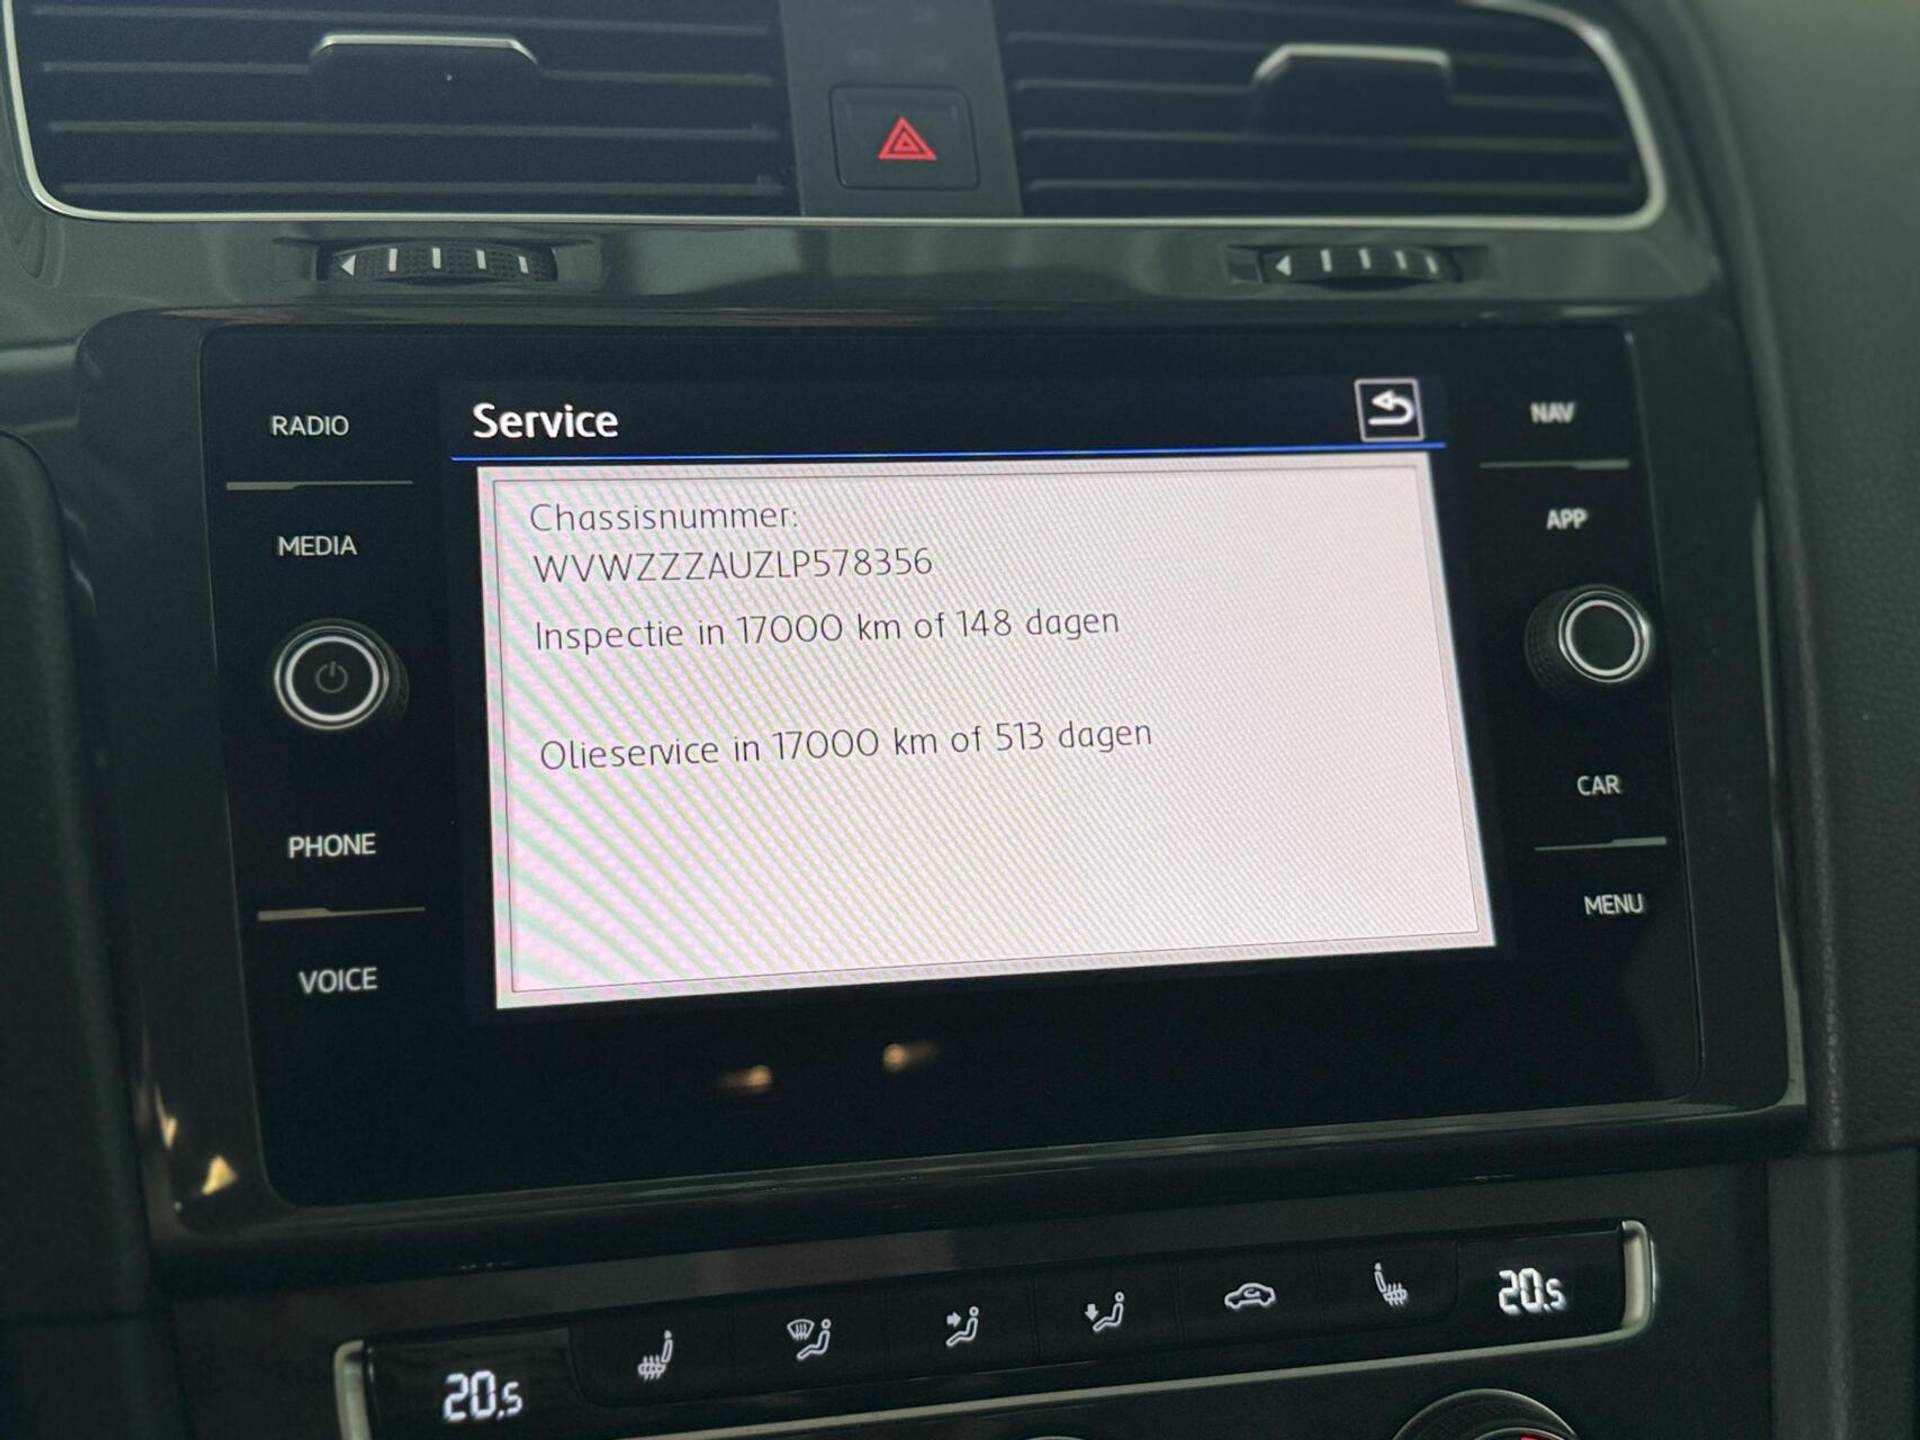 Service
RADIO
MEDIA
PHONE
VOICE
Chassisnummer:
WVWZZZAUZLP578356
Inspectie in 17000 km of 148 dagen
Olieservice in 17000 km of 513 dagen
NAV
APP
CAR
MENU
20.5
20.5